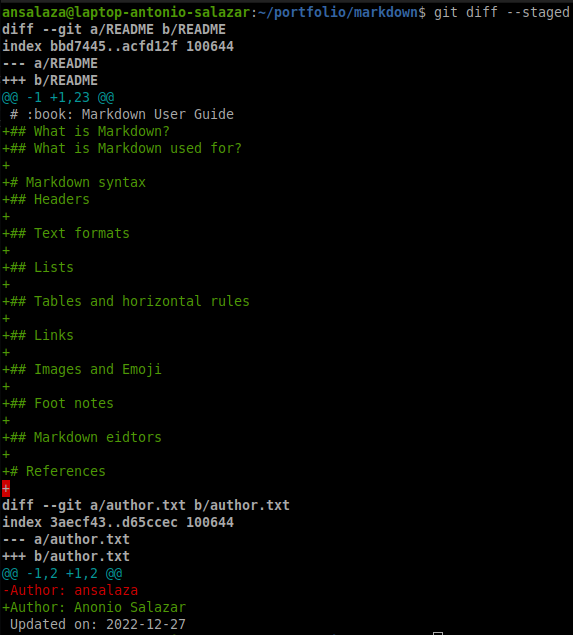 ansalaza@laptop-antonio-salazar:~/portfolio/markdown$ git diff --staged
diff --git a/README b/README
index bbd7445..acfd12f 100644
--- a/README
+++ b/README
@@ -1 +1,23 @@
 # :book: Markdown User Guide
+## What is Markdown?
+## What is Markdown used for?
+
+# Markdown syntax
+## Headers
+
+## Text formats
+
+## Lists
+
+## Tables and horizontal rules
+
+## Links
+
+## Images and Emoji
+
+## Foot notes
+
+## Markdown eidtors
+
+# References
+
diff --git a/author.txt b/author.txt
index 3aecf43..d65ccec 100644
--- a/author.txt
+++ b/author.txt
@@ -1,2 +1,2 @@
-Author: ansalaza
+Author: Anonio Salazar
 Updated on: 2022-12-27